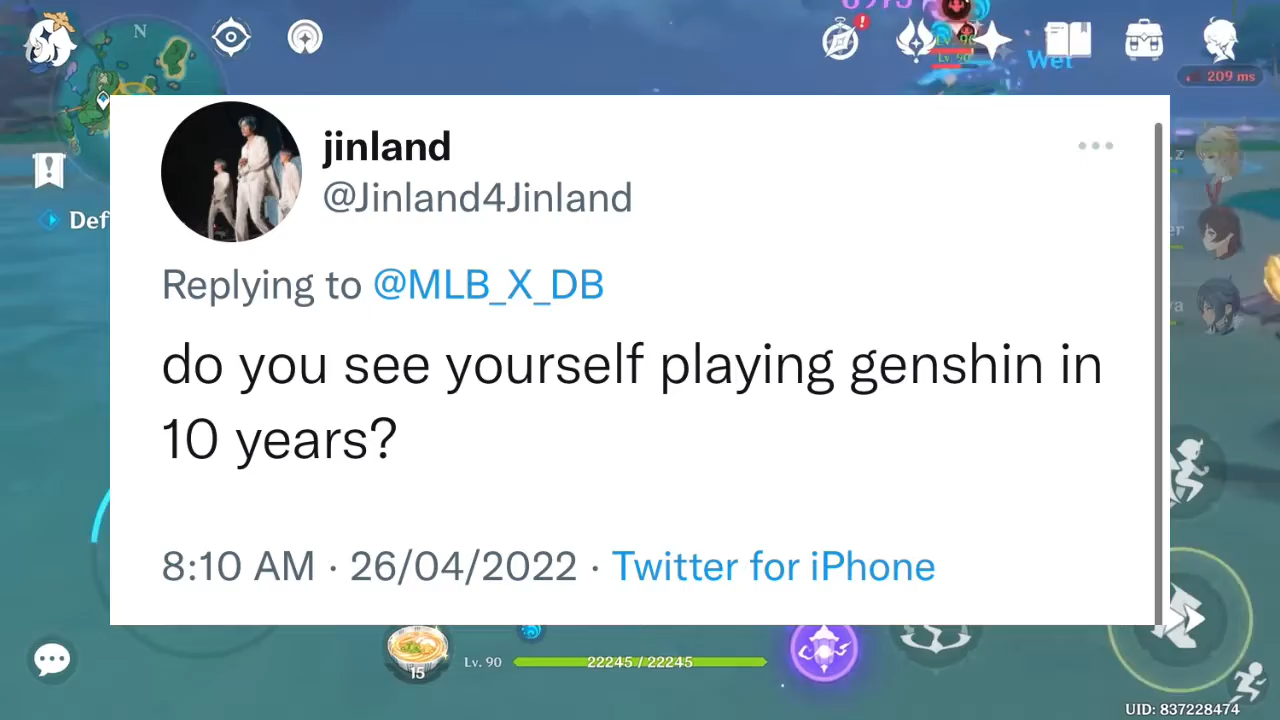 N
209 ms
Wet
Def
jinland
@Jinland4Jinland
Replying to @MLB_X_DB
do you see yourself playing genshin in
10 years?
8:10 AM · 26/04/2022 · Twitter for iPhone
15
Lv. 90
22245 / 22245
UID: 837228474